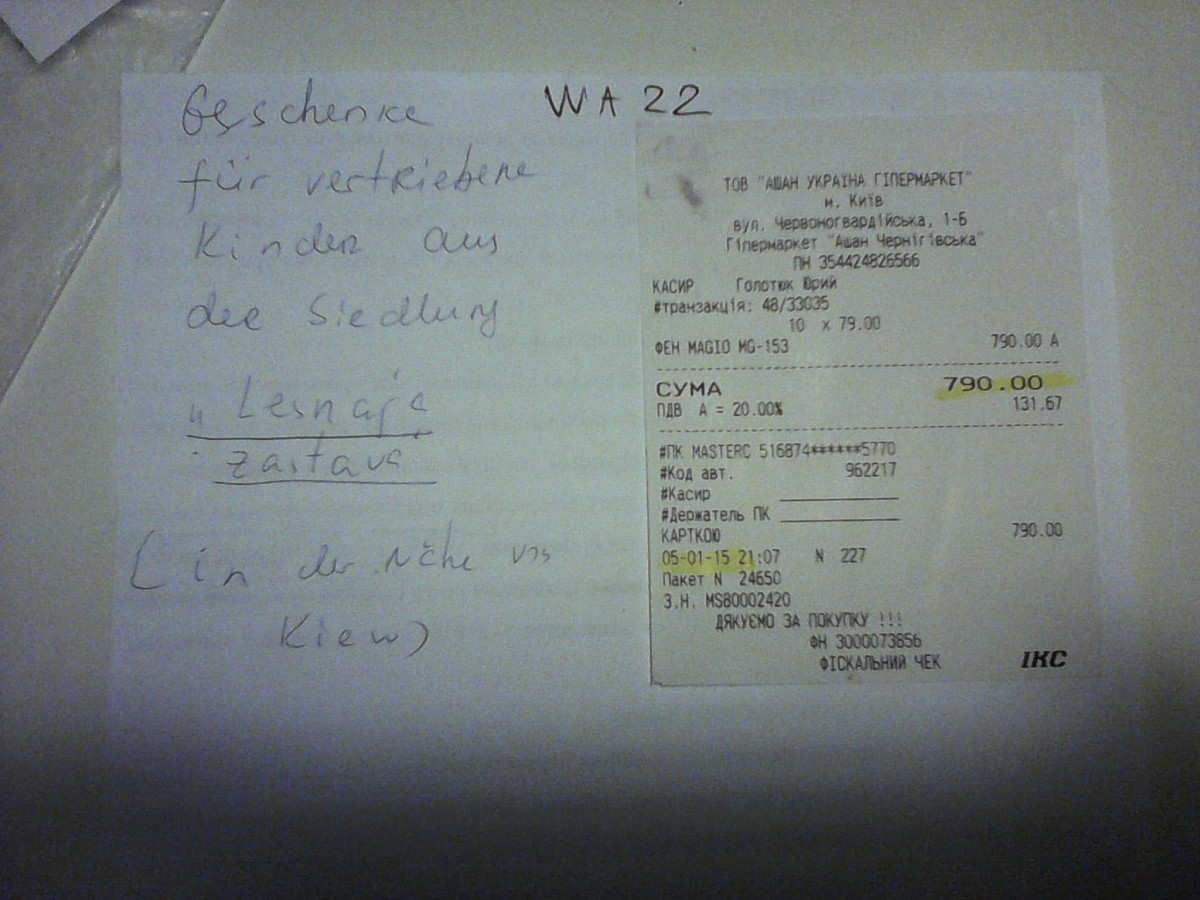 WA 22
Geschenke
für vertriebene
Kinder aus
der Siedlung
"Lesnaja
Zastava
(in der Nähe von
Kiew)
ТОВ "АШАН УКРАЇНА ГІПЕРМАРКЕТ"
м. Київ
вул. Червоногвардійська, 1-Б
Гіпермаркет "Ашан Чернігівська"
ПН 354424826566
КАСИР Голотюк Юрий
#транзакція: 48/33035
10 x 79.00
ФЕН MAGIO MG-153 790.00 А
СУМА 790.00
ПДВ А = 20.00% 131.67
#ПК MASTERC 516874******5770
#Код авт. 962217
#Касир
#Держатель ПК
КАРТКОЮ 790.00
05-01-15 21:07 N 227
Пакет N 24650
З.Н. MS80002420
ДЯКУЄМО ЗА ПОКУПКУ !!!
ФН 3000073856
ФІСКАЛЬНИЙ ЧЕК ІКС